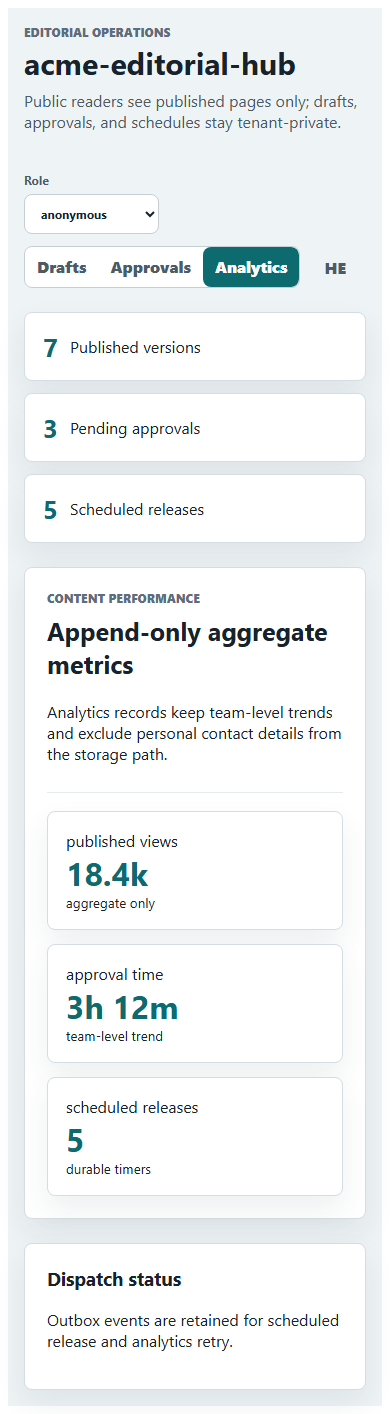 EDITORIAL OPERATIONS
acme-editorial-hub
Public readers see published pages only; drafts,
approvals, and schedules stay tenant-private.
Role
anonymous
Drafts Approvals Analytics HE
7 Published versions
3 Pending approvals
5 Scheduled releases
CONTENT PERFORMANCE
Append-only aggregate
metrics
Analytics records keep team-level trends
and exclude personal contact details from
the storage path.
published views
18.4k
aggregate only
approval time
3h 12m
team-level trend
scheduled releases
5
durable timers
Dispatch status
Outbox events are retained for scheduled
release and analytics retry.